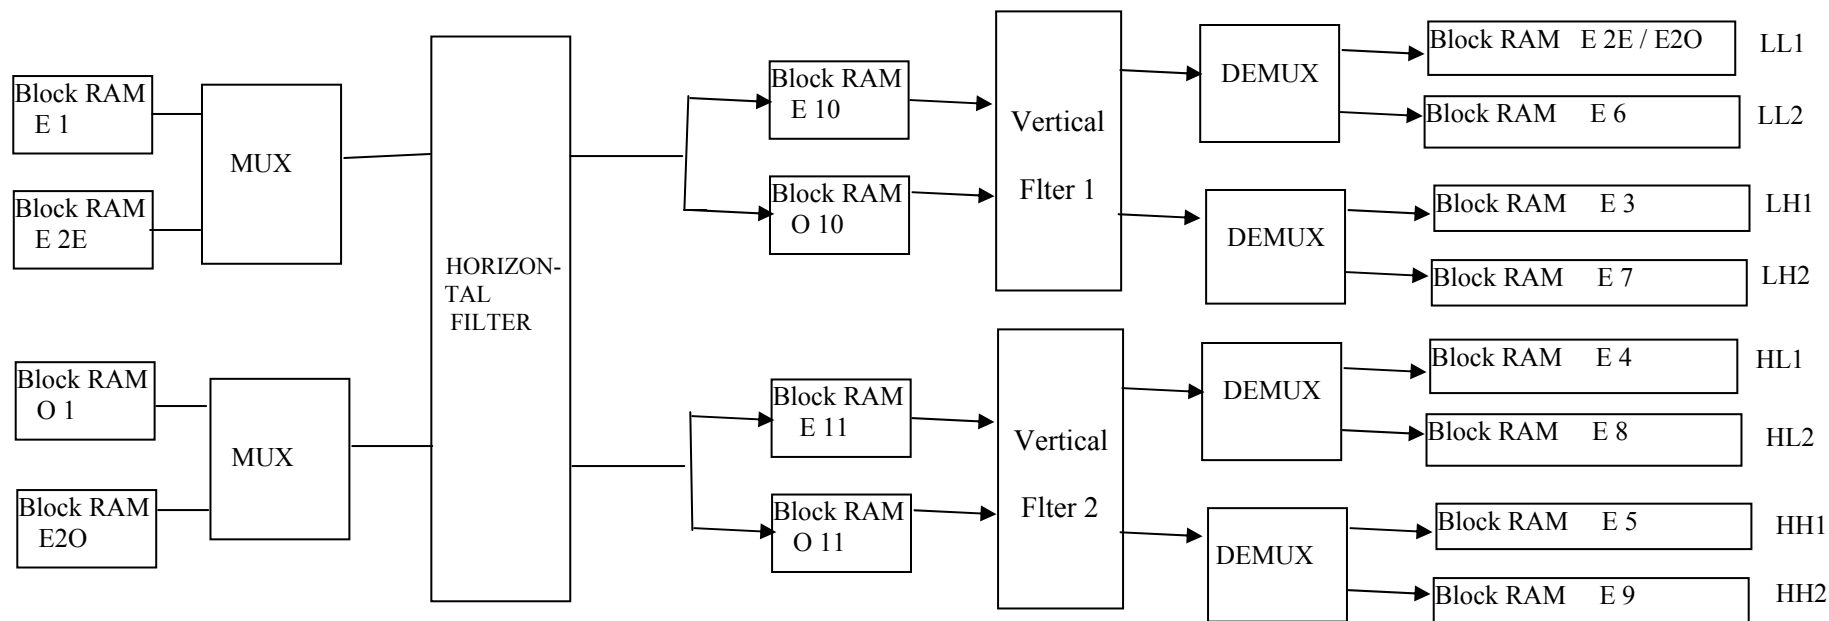 Block RAM
E 1
Block RAM
E 2E
MUX
Block RAM
O 1
Block RAM
E2O
MUX
HORIZON-
TAL
FILTER
Block RAM
E 10
Block RAM
O 10
Block RAM
E 11
Block RAM
O 11
Vertical
Flter 1
Vertical
Flter 2
DEMUX
DEMUX
DEMUX
DEMUX
Block RAM E 2E / E2O LL1
Block RAM E 6 LL2
Block RAM E 3 LH1
Block RAM E 7 LH2
Block RAM E 4 HL1
Block RAM E 8 HL2
Block RAM E 5 HH1
Block RAM E 9 HH2